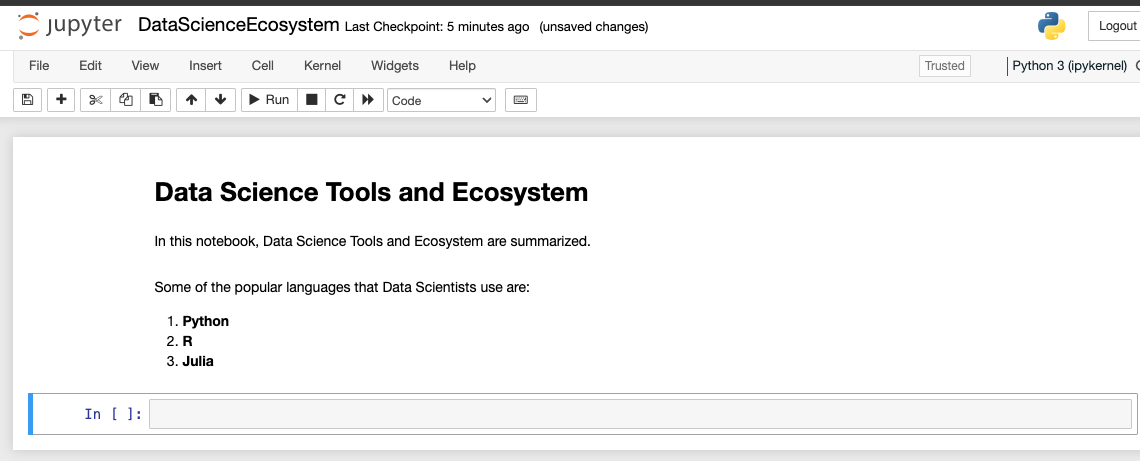 jupyter DataScienceEcosystem Last Checkpoint: 5 minutes ago (unsaved changes) Logout
File Edit View Insert Cell Kernel Widgets Help Trusted Python 3 (ipykernel)
Run Code
Data Science Tools and Ecosystem
In this notebook, Data Science Tools and Ecosystem are summarized.
Some of the popular languages that Data Scientists use are:
1. Python
2. R
3. Julia
In [ ]: